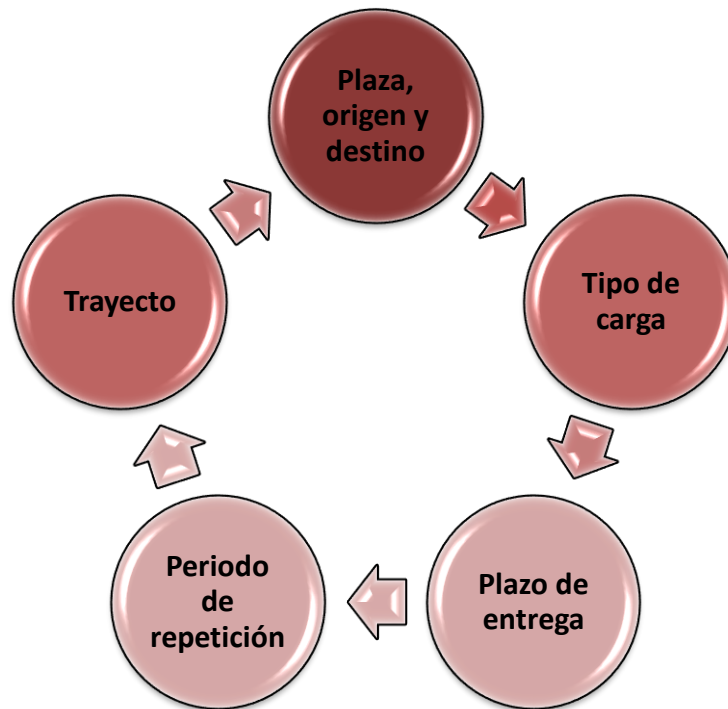 Plaza,
origen y
destino
Tipo de
carga
Plazo de
entrega
Periodo
de
repetición
Trayecto